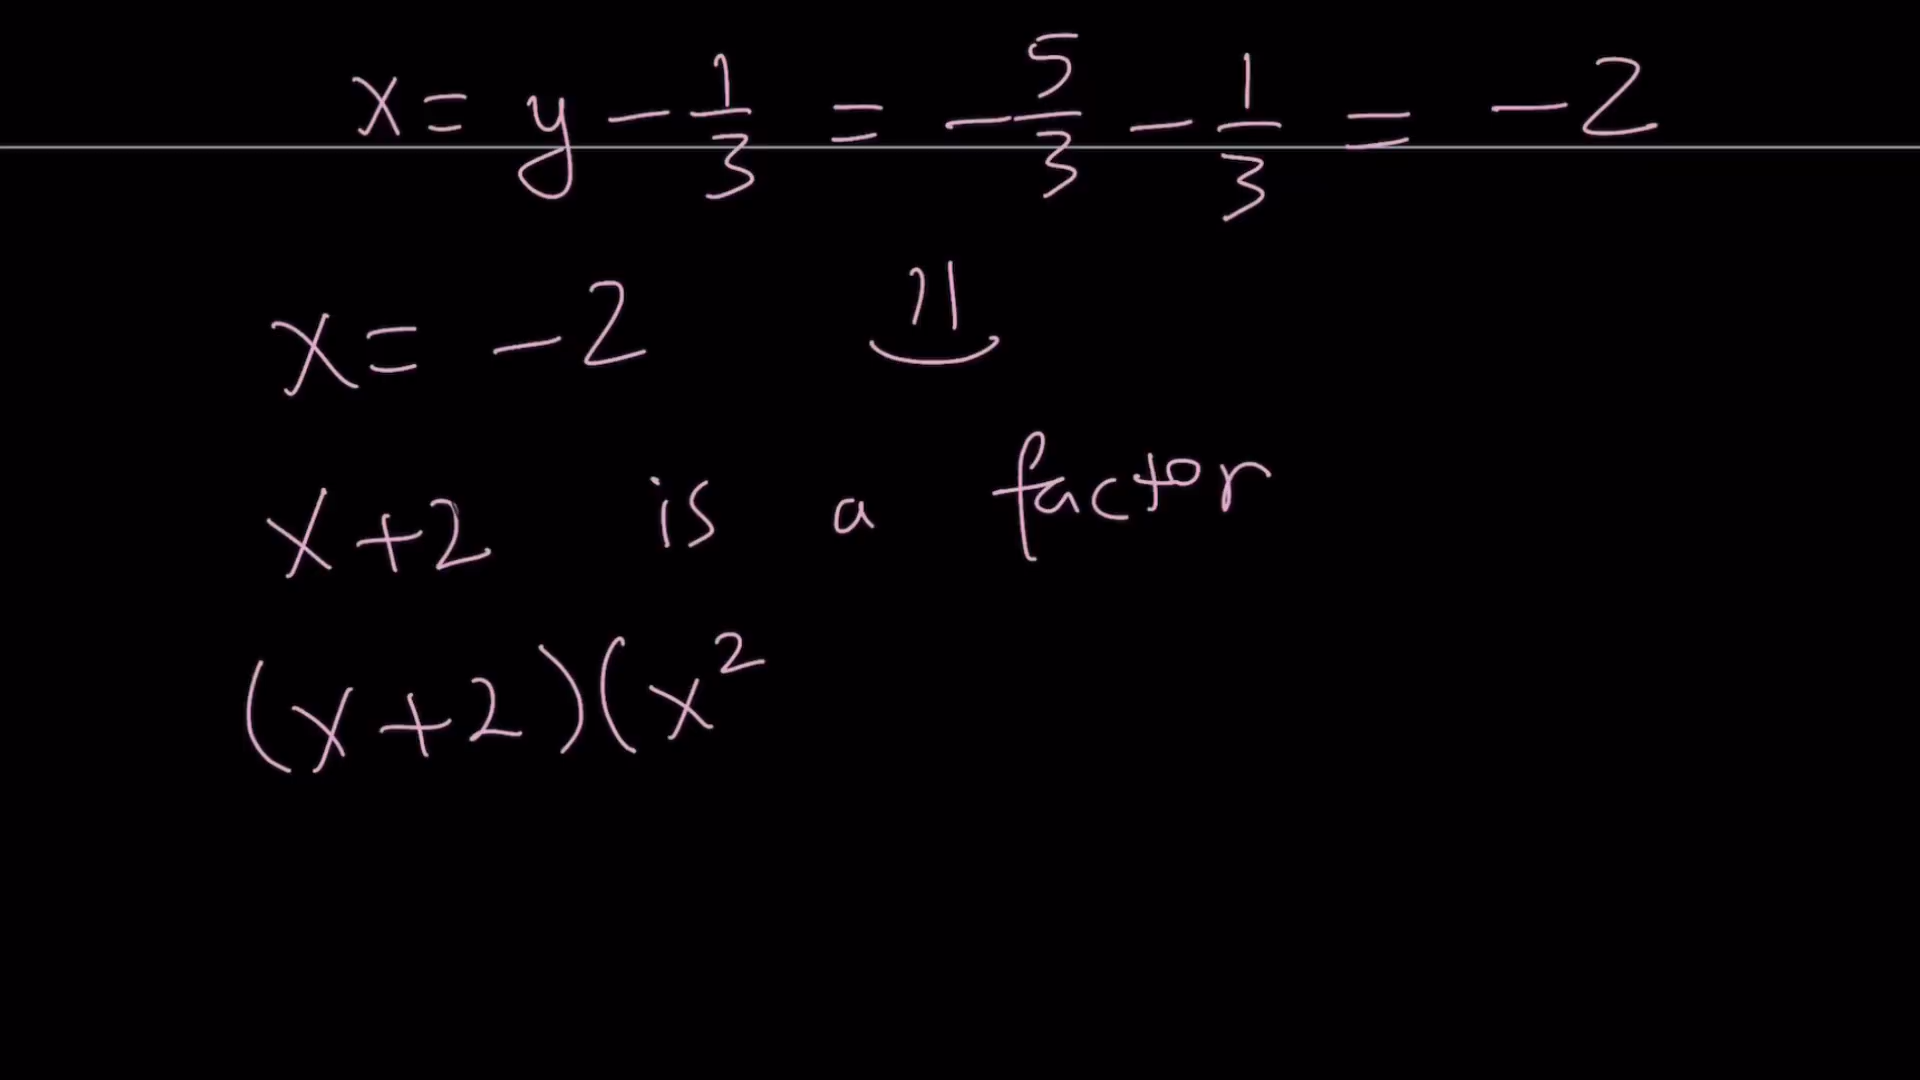 x = y - 1/3 = -5/3 - 1/3 = -2
x = -2
x+2 is a factor
(x+2)(x²